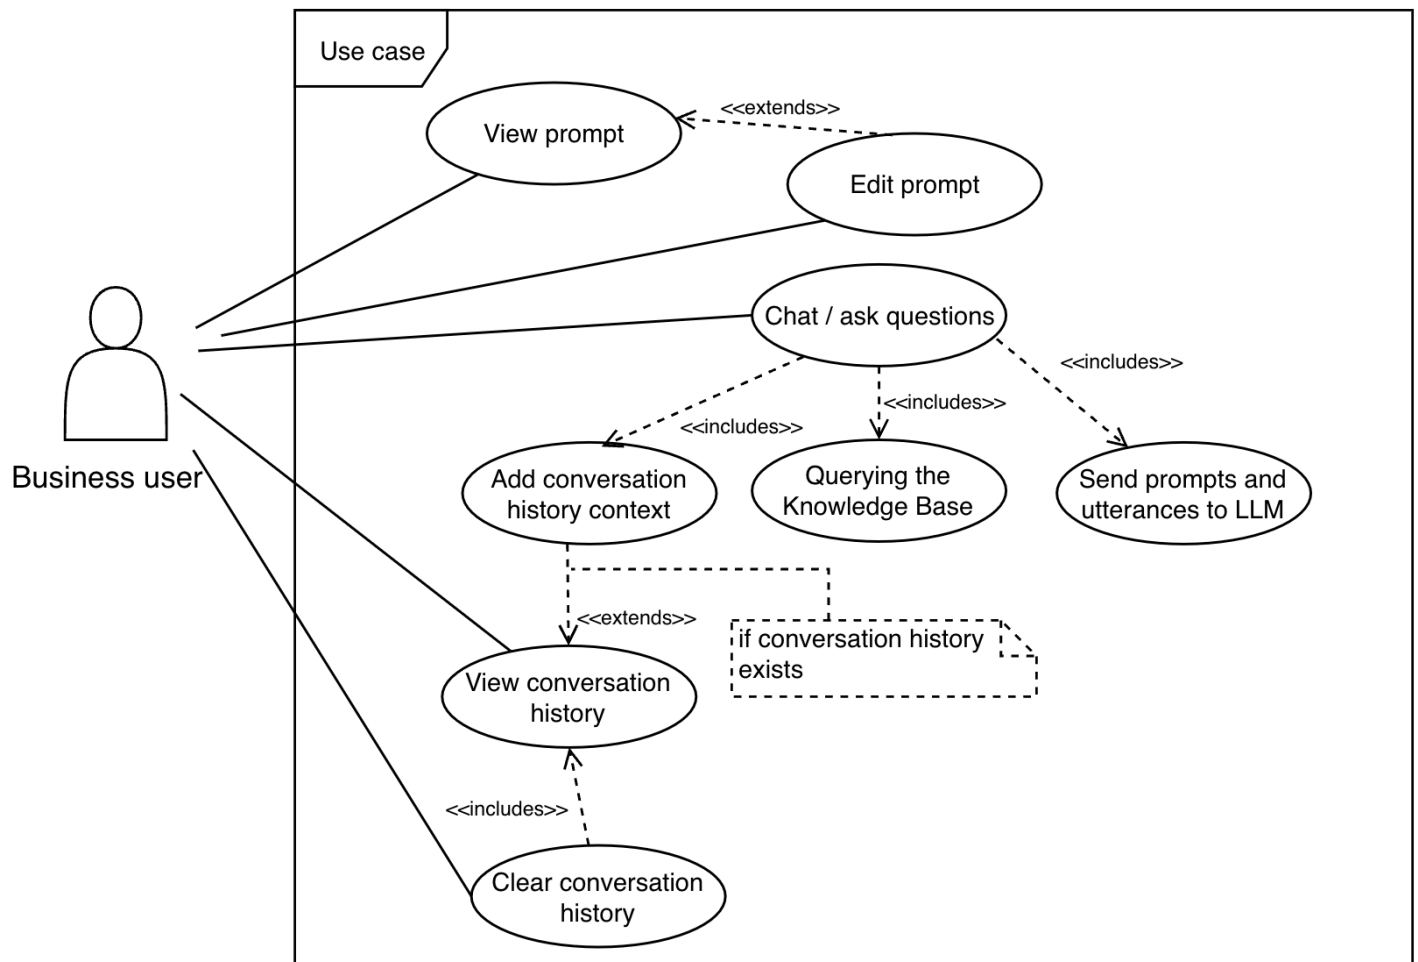 Use case
View prompt
<<extends>>
Edit prompt
Chat / ask questions
<<includes>>
<<includes>>
<<includes>>
Business user
Add conversation
history context
Querying the
Knowledge Base
Send prompts and
utterances to LLM
<<extends>>
if conversation history
exists
View conversation
history
<<includes>>
Clear conversation
history